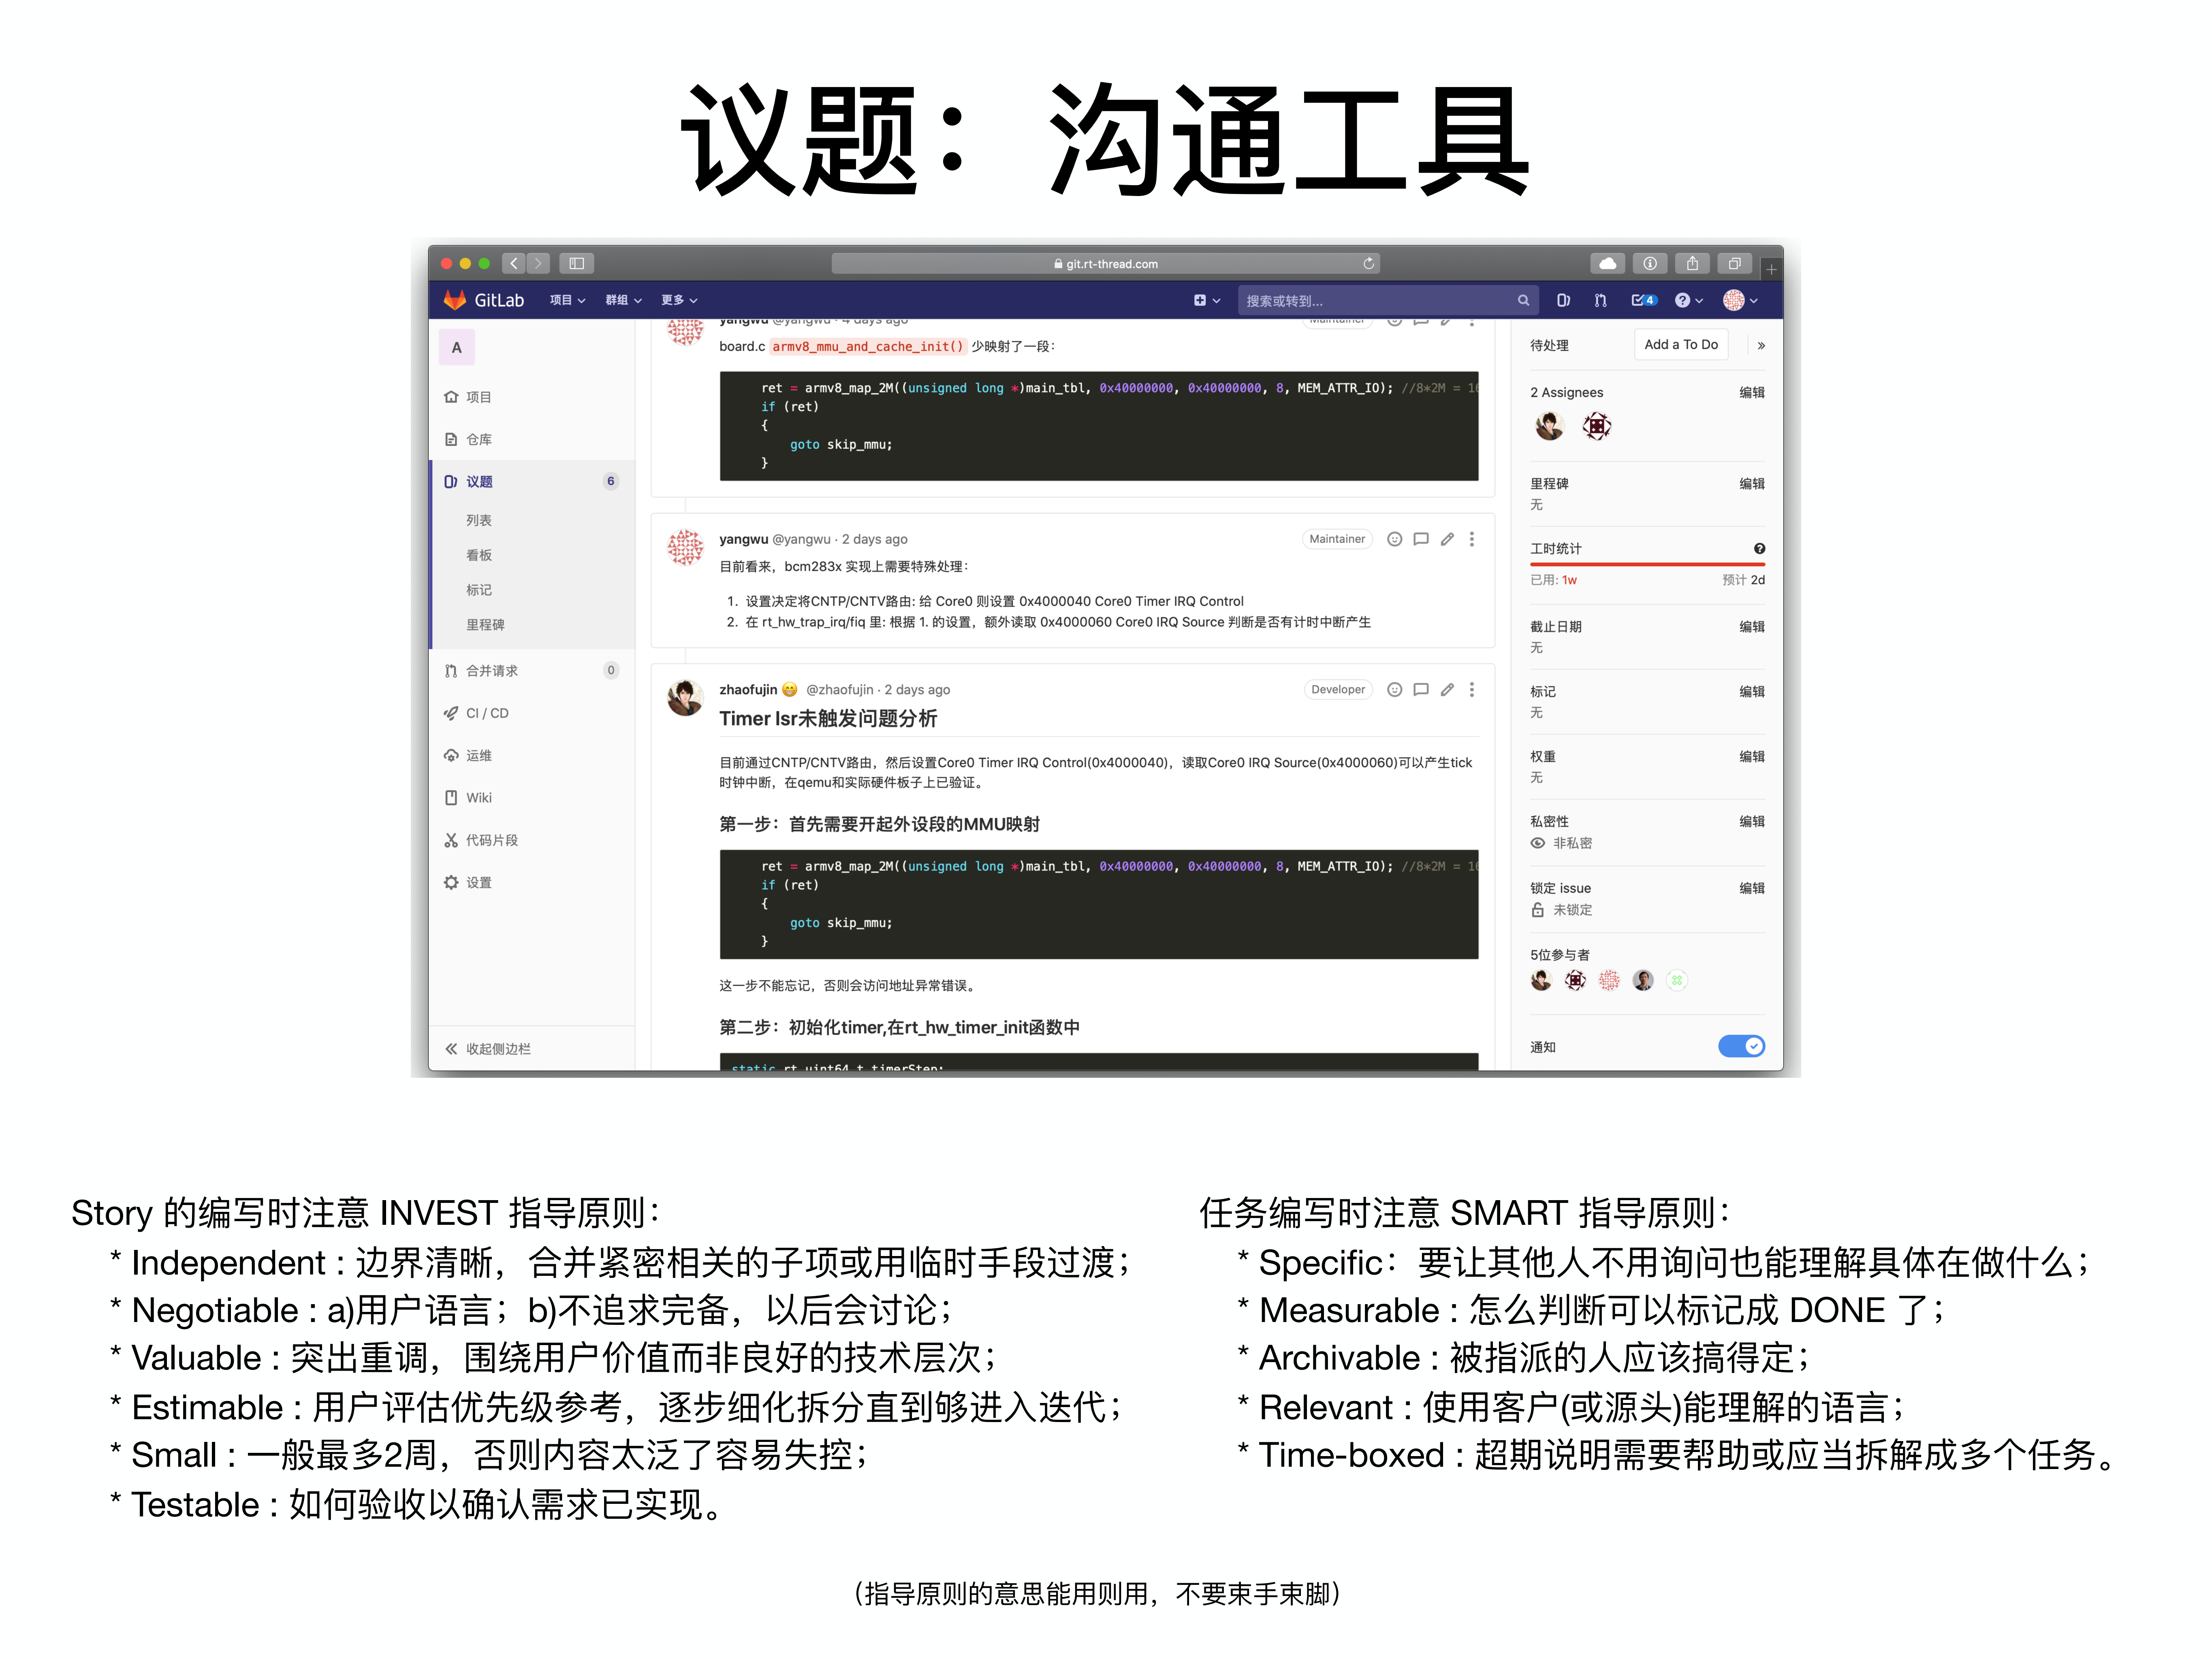 议题：沟通工具
git.rt-thread.com
GitLab 项目 群组 更多 搜索或转到... 4
A
项目
仓库
议题 6
列表
看板
标记
里程碑
合并请求 0
CI / CD
运维
Wiki
代码片段
设置
收起侧边栏
yangwu @yangwu · 4 days ago Maintainer
board.c armv8_mmu_and_cache_init() 少映射了一段：
ret = armv8_map_2M((unsigned long *)main_tbl, 0x40000000, 0x40000000, 8, MEM_ATTR_IO); //8*2M = 16
if (ret)
{
goto skip_mmu;
}
yangwu @yangwu · 2 days ago Maintainer
目前看来，bcm283x 实现上需要特殊处理：
1. 设置决定将CNTP/CNTV路由: 给 Core0 则设置 0x4000040 Core0 Timer IRQ Control
2. 在 rt_hw_trap_irq/fiq 里: 根据 1. 的设置，额外读取 0x4000060 Core0 IRQ Source 判断是否有计时中断产生
zhaofujin @zhaofujin · 2 days ago Developer
Timer Isr未触发问题分析
目前通过CNTP/CNTV路由，然后设置Core0 Timer IRQ Control(0x4000040)，读取Core0 IRQ Source(0x4000060)可以产生tick
时钟中断，在qemu和实际硬件板子上已验证。
第一步：首先需要开起外设段的MMU映射
ret = armv8_map_2M((unsigned long *)main_tbl, 0x40000000, 0x40000000, 8, MEM_ATTR_IO); //8*2M = 16
if (ret)
{
goto skip_mmu;
}
这一步不能忘记，否则会访问地址异常错误。
第二步：初始化timer,在rt_hw_timer_init函数中
static rt_uint64_t timerStep;
待处理 Add a To Do
2 Assignees 编辑
里程碑 编辑
无
工时统计
已用: 1w 预计 2d
截止日期 编辑
无
标记 编辑
无
权重 编辑
无
私密性 编辑
非私密
锁定 issue 编辑
未锁定
5位参与者
通知
Story 的编写时注意 INVEST 指导原则：
* Independent : 边界清晰，合并紧密相关的子项或用临时手段过渡；
* Negotiable : a)用户语言；b)不追求完备，以后会讨论；
* Valuable : 突出重调，围绕用户价值而非良好的技术层次；
* Estimable : 用户评估优先级参考，逐步细化拆分直到够进入迭代；
* Small : 一般最多2周，否则内容太泛了容易失控；
* Testable : 如何验收以确认需求已实现。
任务编写时注意 SMART 指导原则：
* Specific：要让其他人不用询问也能理解具体在做什么；
* Measurable : 怎么判断可以标记成 DONE 了；
* Archivable : 被指派的人应该搞得定；
* Relevant : 使用客户(或源头)能理解的语言；
* Time-boxed : 超期说明需要帮助或应当拆解成多个任务。
（指导原则的意思能用则用，不要束手束脚）